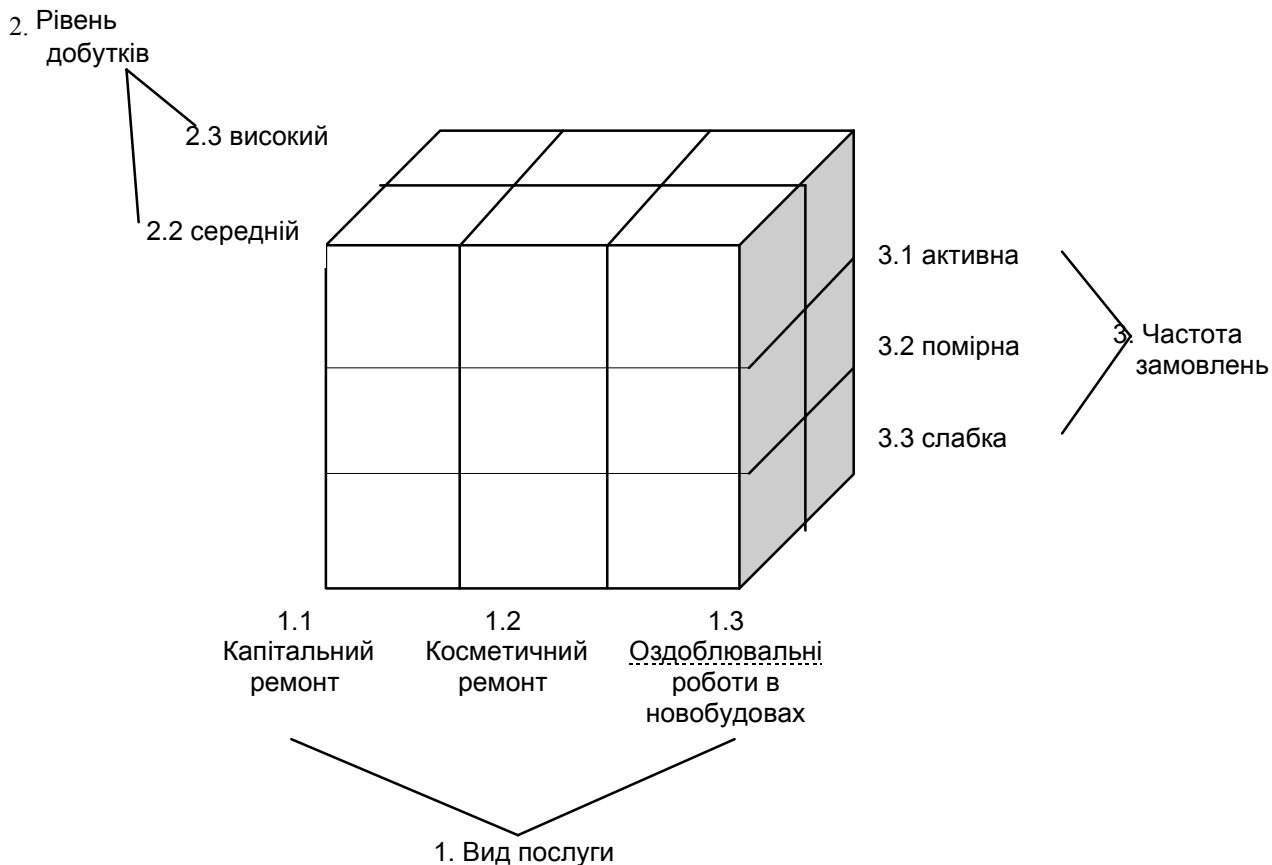 2. Рівень
добутків
2.3 високий
2.2 середній
3.1 активна
3.2 помірна
3. Частота
замовлень
3.3 слабка
1.1
Капітальний
ремонт
1.2
Косметичний
ремонт
1.3
Оздоблювальні
роботи в
новобудовах
1. Вид послуги